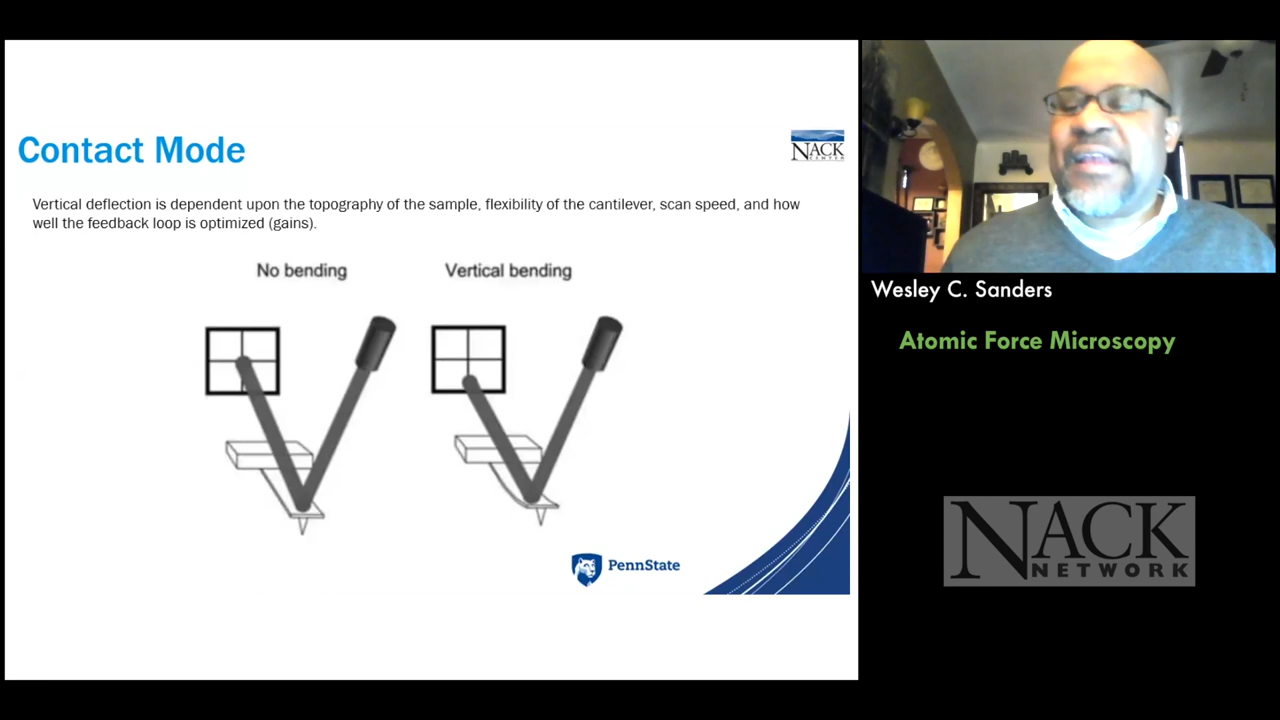 Contact Mode
NACK
CENTER
Vertical deflection is dependent upon the topography of the sample, flexibility of the cantilever, scan speed, and how
well the feedback loop is optimized (gains).
No bending
Vertical bending
PennState
Wesley C. Sanders
Atomic Force Microscopy
NACK
NETWORK